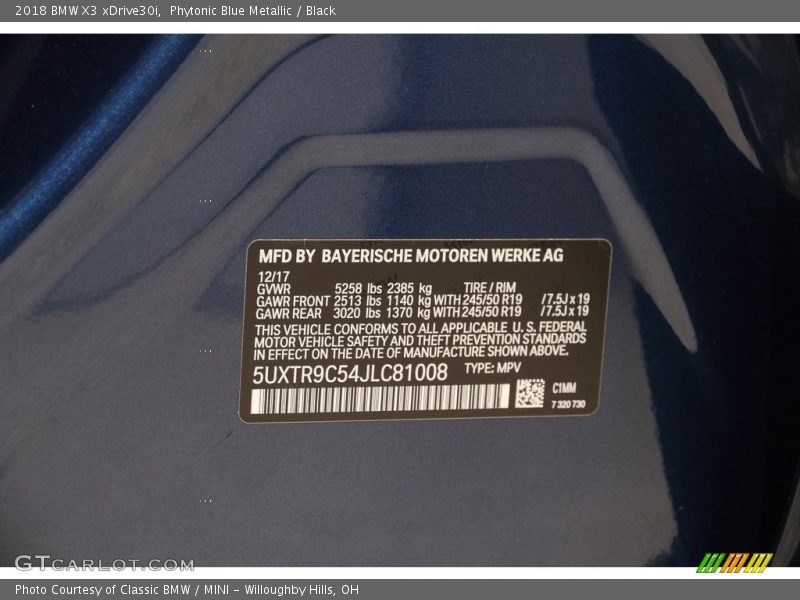 2018 BMW X3 xDrive30i, Phytonic Blue Metallic / Black
MFD BY BAYERISCHE MOTOREN WERKE AG
12/17
GVWR 5258 lbs 2385 kg TIRE / RIM
GAWR FRONT 2513 lbs 1140 kg WITH 245/50 R19 /7.5J x 19
GAWR REAR 3020 lbs 1370 kg WITH 245/50 R19 /7.5J x 19
THIS VEHICLE CONFORMS TO ALL APPLICABLE U.S. FEDERAL
MOTOR VEHICLE SAFETY AND THEFT PREVENTION STANDARDS
IN EFFECT ON THE DATE OF MANUFACTURE SHOWN ABOVE.
5UXTR9C54JLC81008 TYPE: MPV
C1MM
7 320 730
GTCARLOT.COM
Photo Courtesy of Classic BMW / MINI - Willoughby Hills, OH